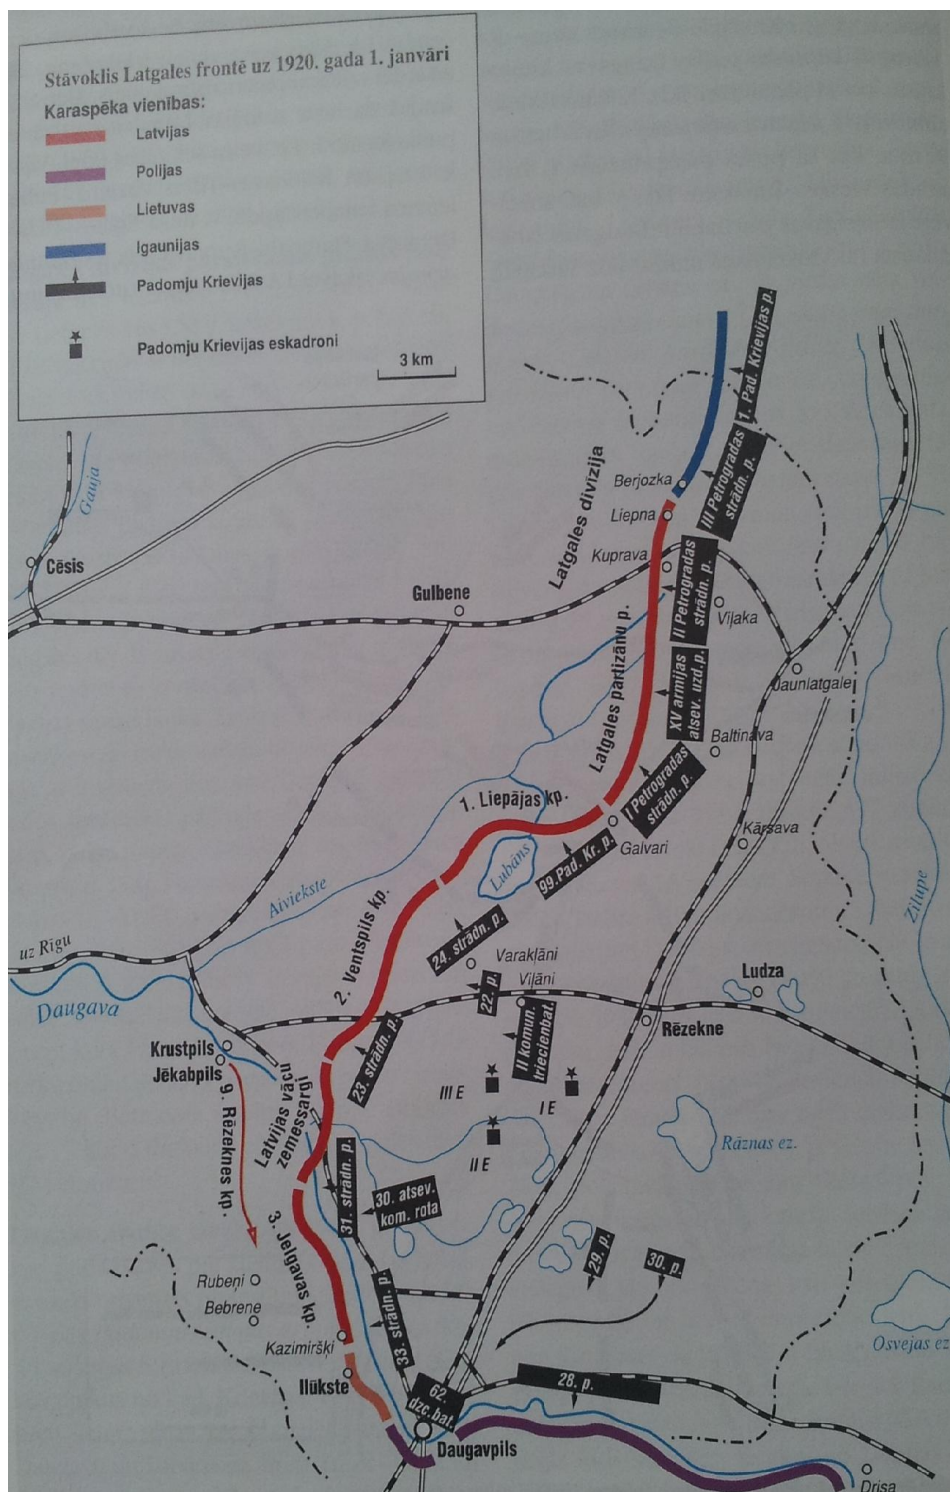 Stāvoklis Latgales frontē uz 1920. gada 1. janvāri
Karaspēka vienības:
Latvijas
Polijas
Lietuvas
Igaunijas
Padomju Krievijas
Padomju Krievijas eskadroni
3 km
1. Pad. Krievijas p.
Gauja
Latgales divīzija
Berjozka
III Petrogradas
strādn. p.
Liepna
Cēsis
Kuprava
Gulbene
II Petrogradas
strādn. p.
Viļaka
Latgales partizānu p.
XV armijas
atsev. uzd. p.
Jaunlatgale
Baltinava
I Petrogradas
strādn. p.
1. Liepājas kp.
Galvari
Kārsava
99. Pad. Kr. p.
Lubāns
Aiviekste
Zilupe
2. Ventspils kp.
24. strādn. p.
uz Rīgu
Varakļāni
22. p.
Viļāni
Ludza
Daugava
II komun.
triecienbat.
Rēzekne
Krustpils
Jēkabpils
23. strādn. p.
9. Rēzeknes kp.
Latvijas vācu
zemessargi
III E
I E
II E
Rāznas ez.
31. strādn. p.
30. atsev.
kom. rota
3. Jelgavas kp.
29. p.
30. p.
Rubeņi
Bebrene
Kazimiršķi
33. strādn. p.
Osvejas ez
Ilūkste
62.
dzc. bat.
28. p.
Daugavpils
Drisa